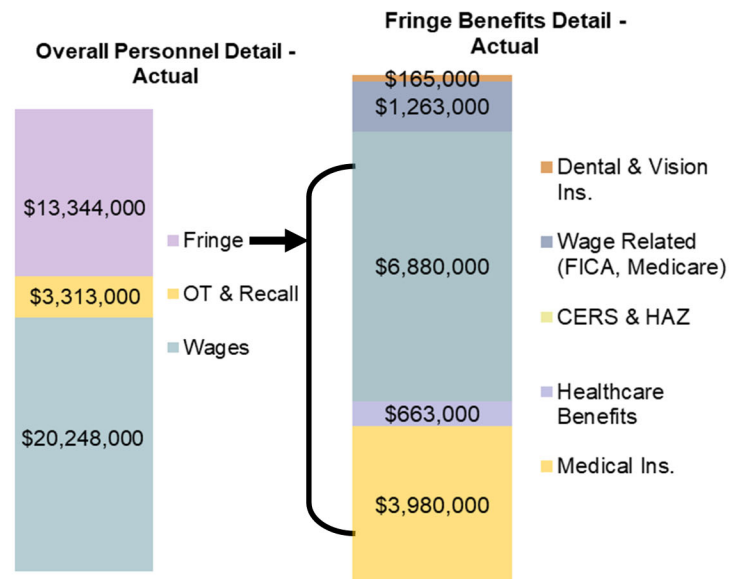 Overall Personnel Detail -
Actual
$13,344,000
$3,313,000
$20,248,000
Fringe
OT & Recall
Wages
Fringe Benefits Detail -
Actual
$165,000
$1,263,000
$6,880,000
$663,000
$3,980,000
Dental & Vision
Ins.
Wage Related
(FICA, Medicare)
CERS & HAZ
Healthcare
Benefits
Medical Ins.